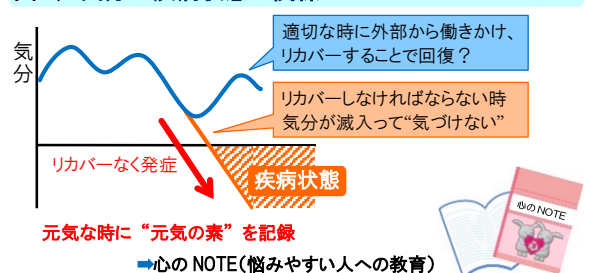 気分
適切な時に外部から働きかけ、
リカバーすることで回復？
リカバーしなければならない時
気分が滅入って“気づけない”
リカバーなく発症
疾病状態
元気な時に “元気の素” を記録
➡心の NOTE(悩みやすい人への教育)
心の NOTE